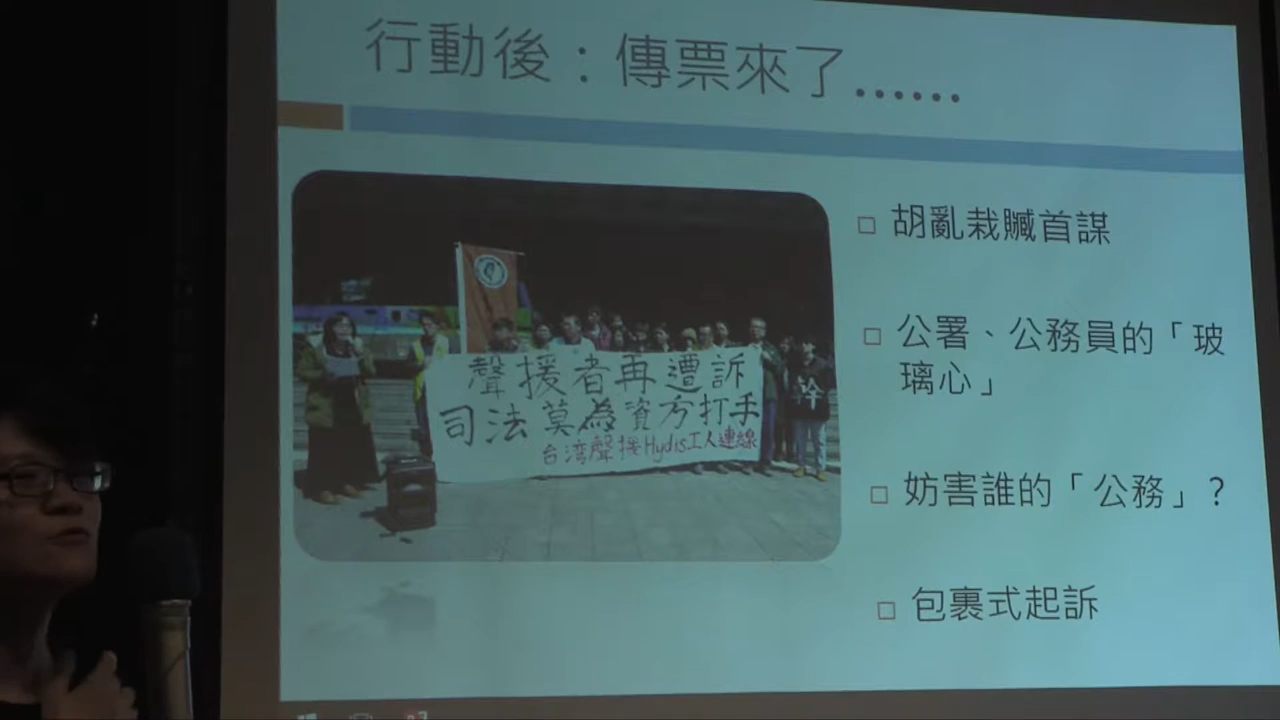 行動後：傳票來了......
胡亂栽贓首謀
公署、公務員的「玻
璃心」
妨害誰的「公務」？
包裹式起訴
聲援者再遭訴
司法莫為資方打手
台湾聲援Hydis工人連線
幹